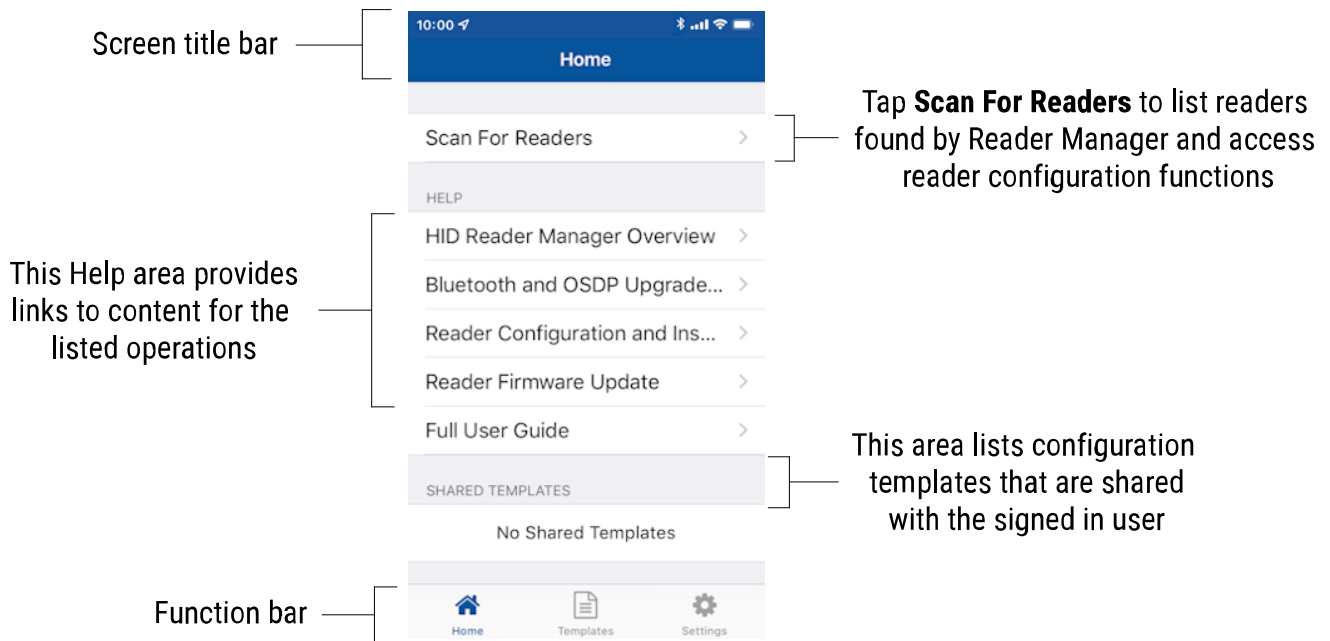 Screen title bar
10:00
Home
Scan For Readers
Tap Scan For Readers to list readers
found by Reader Manager and access
reader configuration functions
HELP
HID Reader Manager Overview
Bluetooth and OSDP Upgrade...
Reader Configuration and Ins...
Reader Firmware Update
Full User Guide
This Help area provides
links to content for the
listed operations
SHARED TEMPLATES
No Shared Templates
This area lists configuration
templates that are shared
with the signed in user
Function bar
Home
Templates
Settings